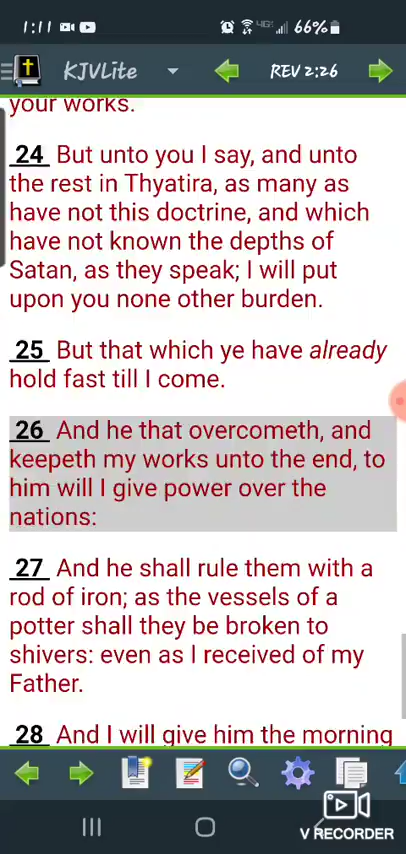 1:11 4G 66%
KJVLite REV 2:26
your works.
24 But unto you I say, and unto
the rest in Thyatira, as many as
have not this doctrine, and which
have not known the depths of
Satan, as they speak; I will put
upon you none other burden.
25 But that which ye have already
hold fast till I come.
26 And he that overcometh, and
keepeth my works unto the end, to
him will I give power over the
nations:
27 And he shall rule them with a
rod of iron; as the vessels of a
potter shall they be broken to
shivers: even as I received of my
Father.
28 And I will give him the morning
V RECORDER